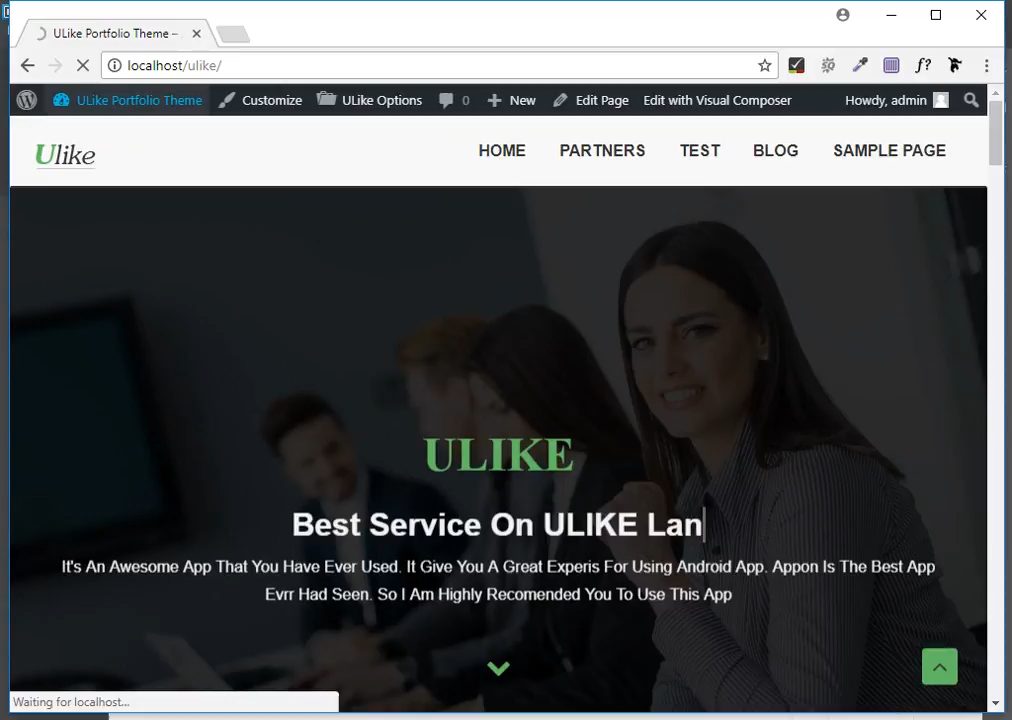 ULike Portfolio Theme –
localhost/ulike/
f?
ULike Portfolio Theme Customize ULike Options 0 New Edit Page Edit with Visual Composer Howdy, admin
Ulike HOME PARTNERS TEST BLOG SAMPLE PAGE
ULIKE
Best Service On ULIKE Lan
It's An Awesome App That You Have Ever Used. It Give You A Great Experis For Using Android App. Appon Is The Best App
Evrr Had Seen. So I Am Highly Recomended You To Use This App
Waiting for localhost...